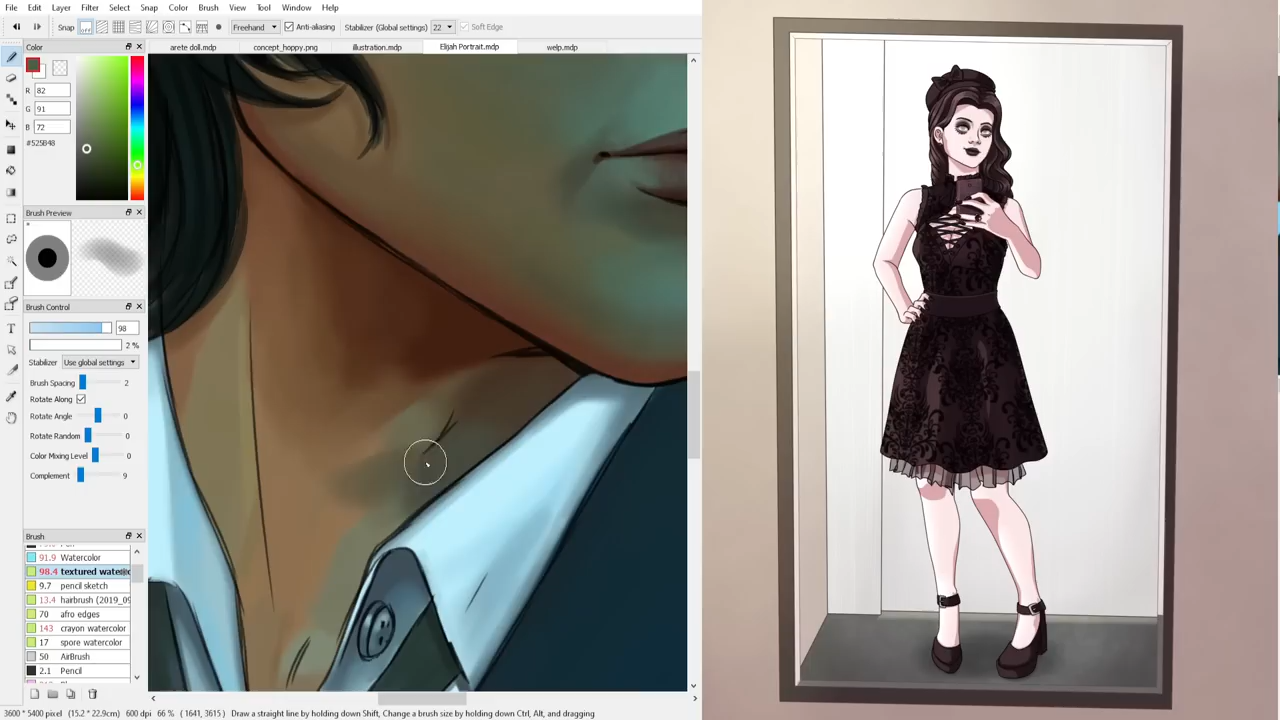 File Edit Layer Filter Select Snap Color Brush View Tool Window Help
Snap off Freehand Anti-aliasing Stabilizer (Global settings) 22 Soft Edge
arete doll.mdp concept_hoppy.png illustration.mdp Elijah Portrait.mdp welp.mdp
Color
R 82
G 91
B 72
#525B48
Brush Preview
Brush Control
98
2 %
Stabilizer Use global settings
Brush Spacing 2
Rotate Along
Rotate Angle 0
Rotate Random 0
Color Mixing Level 0
Complement 9
Brush
91.9 Watercolor
98.4 textured
9.7 pencil sketch
13.4 hairbrush (2019_09
70 afro edges
143 crayon watercolor
17 spore watercolor
50 AirBrush
2.1 Pencil
3600 * 5400 pixel (15.2 * 22.9cm) 600 dpi 66 % ( 1641, 3615 ) Draw a straight line by holding down Shift, Change a brush size by holding down Ctrl, Alt, and dragging